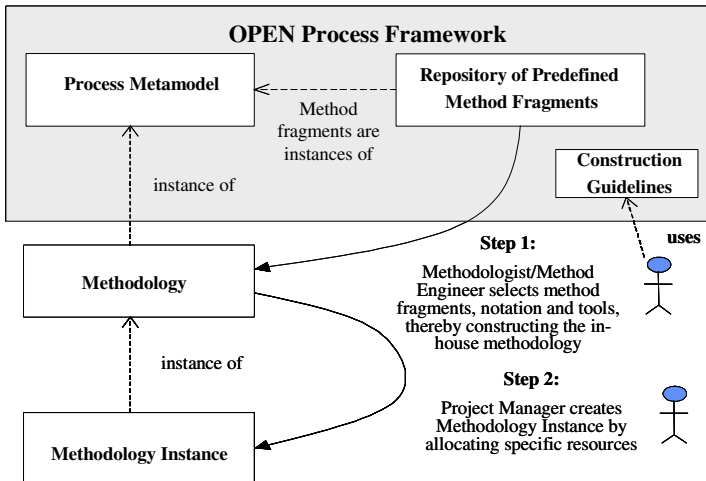 OPEN Process Framework
Process Metamodel
Repository of Predefined
Method Fragments
Method
fragments are
instances of
Construction
Guidelines
instance of
uses
Step 1:
Methodologist/Method
Engineer selects method
fragments, notation and tools,
thereby constructing the in-
house methodology
Methodology
instance of
Step 2:
Project Manager creates
Methodology Instance by
allocating specific resources
Methodology Instance